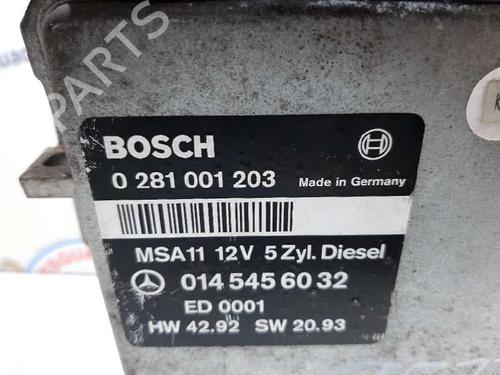 BOSCH
0 281 001 203 Made in Germany
MSA11 12V 5 Zyl. Diesel
014 545 60 32
ED 0001
HW 42.92 SW 20.93
PARTS